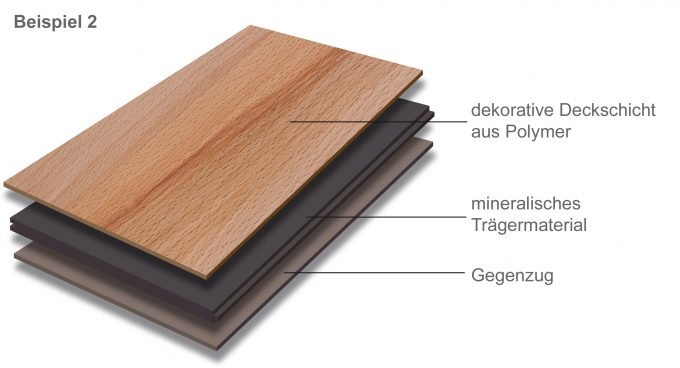 Beispiel 2
dekorative Deckschicht
aus Polymer
mineralisches
Trägermaterial
Gegenzug